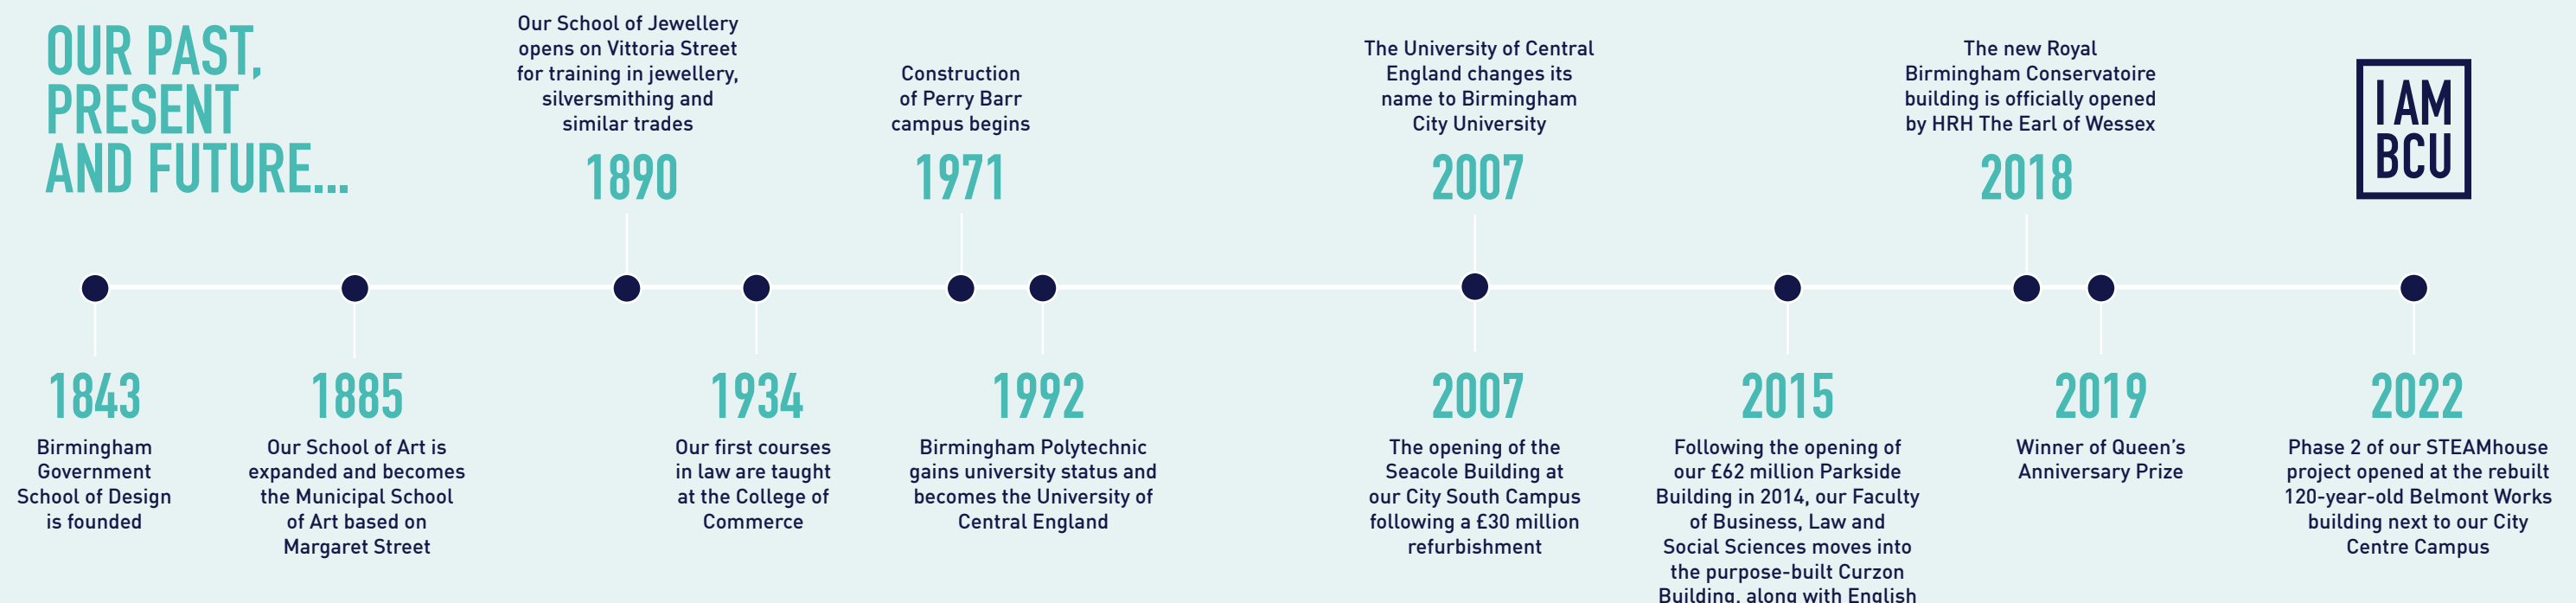 OUR PAST,
PRESENT
AND FUTURE...
Our School of Jewellery
opens on Vittoria Street
for training in jewellery,
silversmithing and
similar trades
1890
Construction
of Perry Barr
campus begins
1971
The University of Central
England changes its
name to Birmingham
City University
2007
The new Royal
Birmingham Conservatoire
building is officially opened
by HRH The Earl of Wessex
2018
I AM
BCU
1843
Birmingham
Government
School of Design
is founded
1885
Our School of Art is
expanded and becomes
the Municipal School
of Art based on
Margaret Street
1934
Our first courses
in law are taught
at the College of
Commerce
1992
Birmingham Polytechnic
gains university status and
becomes the University of
Central England
2007
The opening of the
Seacole Building at
our City South Campus
following a £30 million
refurbishment
2015
Following the opening of
our £62 million Parkside
Building in 2014, our Faculty
of Business, Law and
Social Sciences moves into
the purpose-built Curzon
Building, along with English
2019
Winner of Queen's
Anniversary Prize
2022
Phase 2 of our STEAMhouse
project opened at the rebuilt
120-year-old Belmont Works
building next to our City
Centre Campus